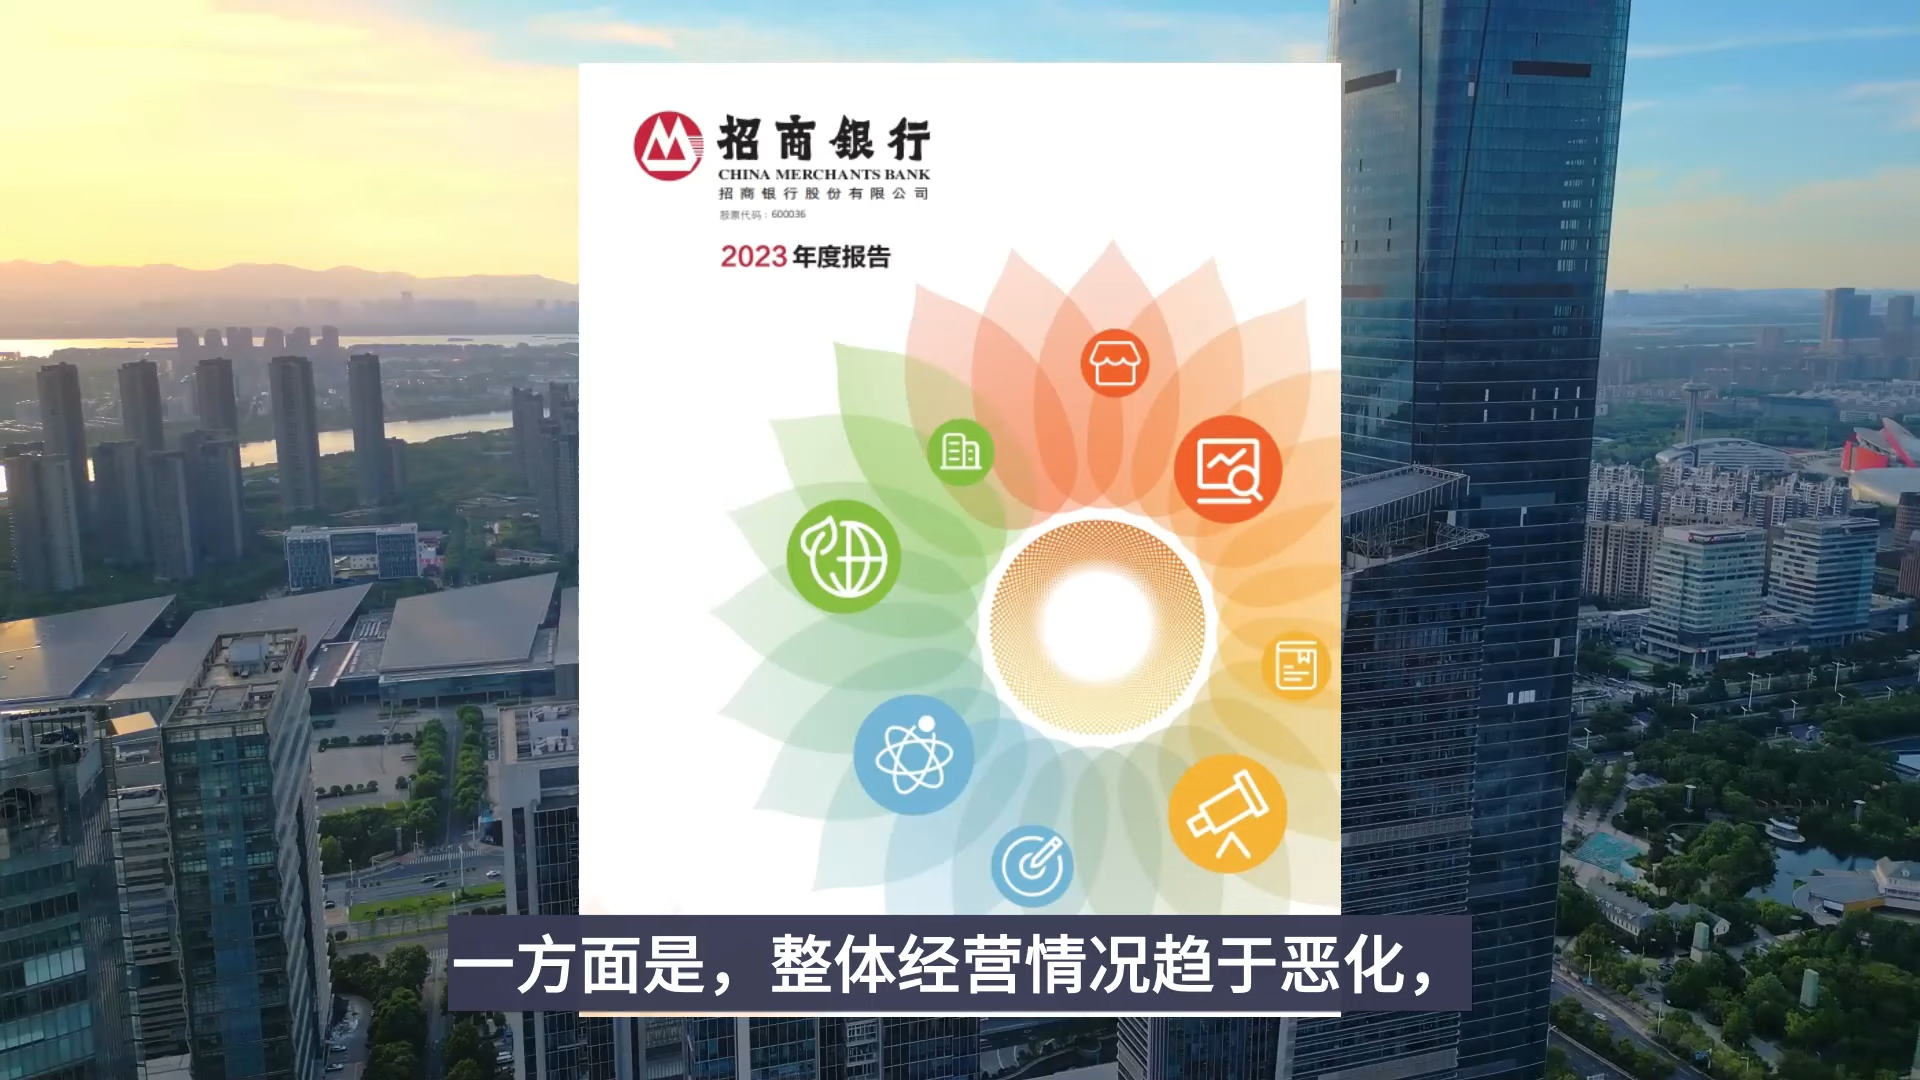 招商银行
CHINA MERCHANTS BANK
招商银行股份有限公司
股票代码：600036
2023年度报告
一方面是，整体经营情况趋于恶化，